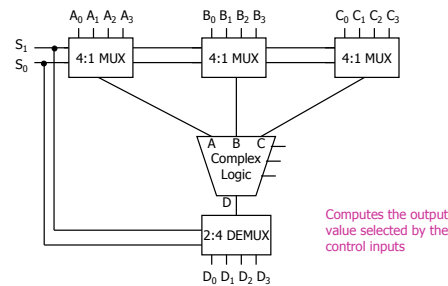 A0 A1 A2 A3
B0 B1 B2 B3
C0 C1 C2 C3
S1
S0
4:1 MUX
4:1 MUX
4:1 MUX
A B C
Complex
Logic
D
2:4 DEMUX
D0 D1 D2 D3
Computes the output
value selected by the
control inputs